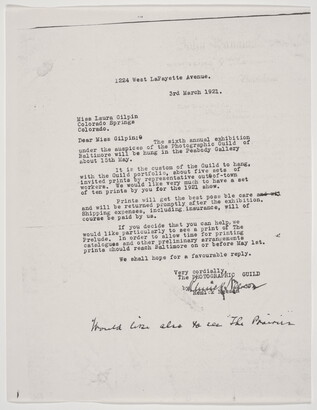 1224 West LaFayette Avenue.
3rd March 1921.
Miss Laura Gilpin
Colorado Springs
Colorado.
Dear Miss Gilpin:
The sixth annual exhibition
under the auspices of the Photographic Guild of
Baltimore will be hung in the Peabody Gallery
about 15th May.
It is the custom of the Guild to hang,
with the Guild portfolio, about five sets of
invited prints by representative out-of-town
workers. We would like very much to have a set
of ten prints by you for the 1921 show.
Prints will get the best possible care
and will be returned promptly after the exhibition.
Shipping expenses, including insurance, will of
course be paid by us.
If you decide that you can help, we
would like particularly to see a print of The
Prelude. In order to allow time for printing
catalogues and other preliminary arrangements
prints should reach Baltimore on or before May 1st.
We shall hope for a favourable reply.
Very cordially,
The PHOTOGRAPHIC GUILD
Would like also to see The Prairie